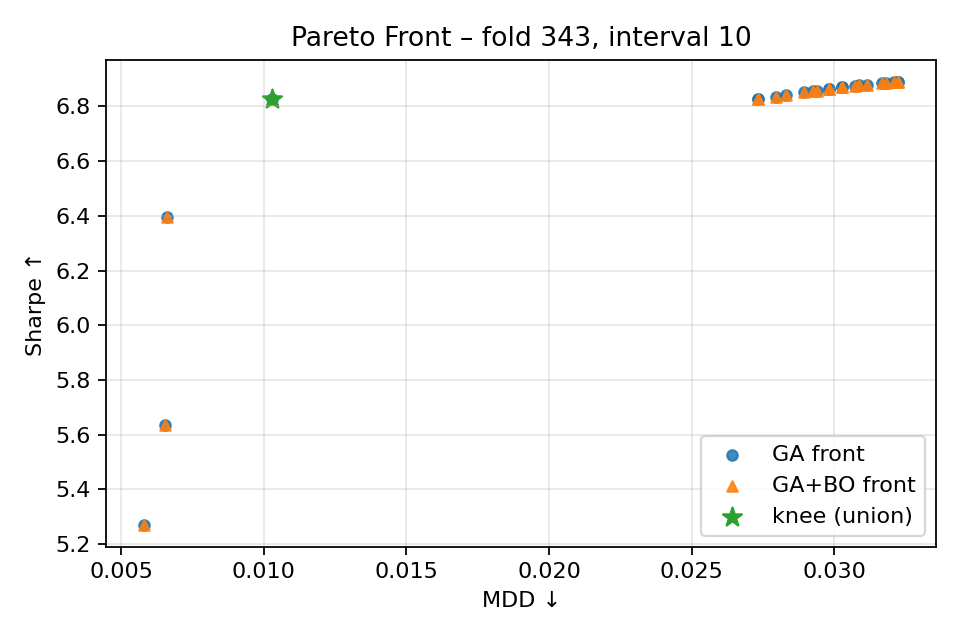 Pareto Front – fold 343, interval 10
Sharpe ↑
6.8
6.6
6.4
6.2
6.0
5.8
5.6
5.4
5.2
GA front
GA+BO front
knee (union)
0.005 0.010 0.015 0.020 0.025 0.030
MDD ↓